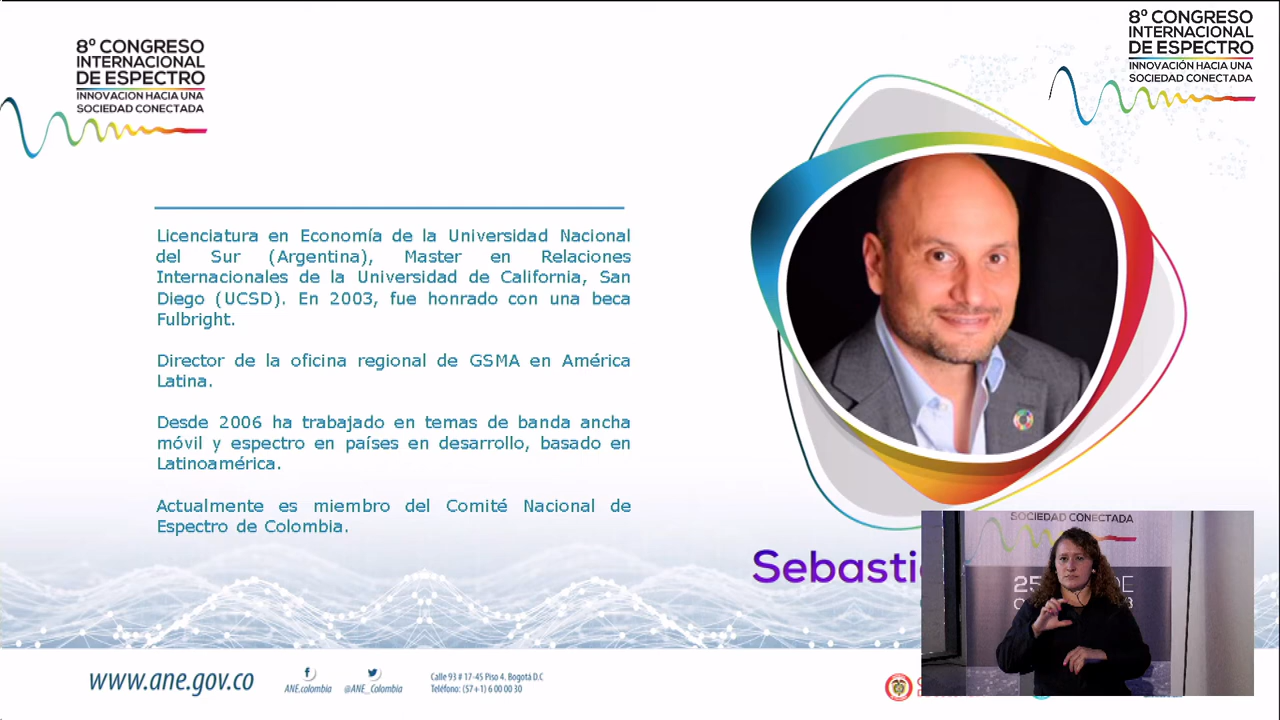 8º CONGRESO
INTERNACIONAL
DE ESPECTRO
INNOVACIÓN HACIA UNA
SOCIEDAD CONECTADA
8º CONGRESO
INTERNACIONAL
DE ESPECTRO
INNOVACIÓN HACIA UNA
SOCIEDAD CONECTADA
Licenciatura en Economía de la Universidad Nacional
del Sur (Argentina), Master en Relaciones
Internacionales de la Universidad de California, San
Diego (UCSD). En 2003, fue honrado con una beca
Fulbright.
Director de la oficina regional de GSMA en América
Latina.
Desde 2006 ha trabajado en temas de banda ancha
móvil y espectro en países en desarrollo, basado en
Latinoamérica.
Actualmente es miembro del Comité Nacional de
Espectro de Colombia.
SOCIEDAD CONECTADA
DE
www.ane.gov.co
ANE.colombia
@ANE_Colombia
Calle 93 # 17-45 Piso 4. Bogotá D.C
Teléfono: (57+1) 6 00 00 30